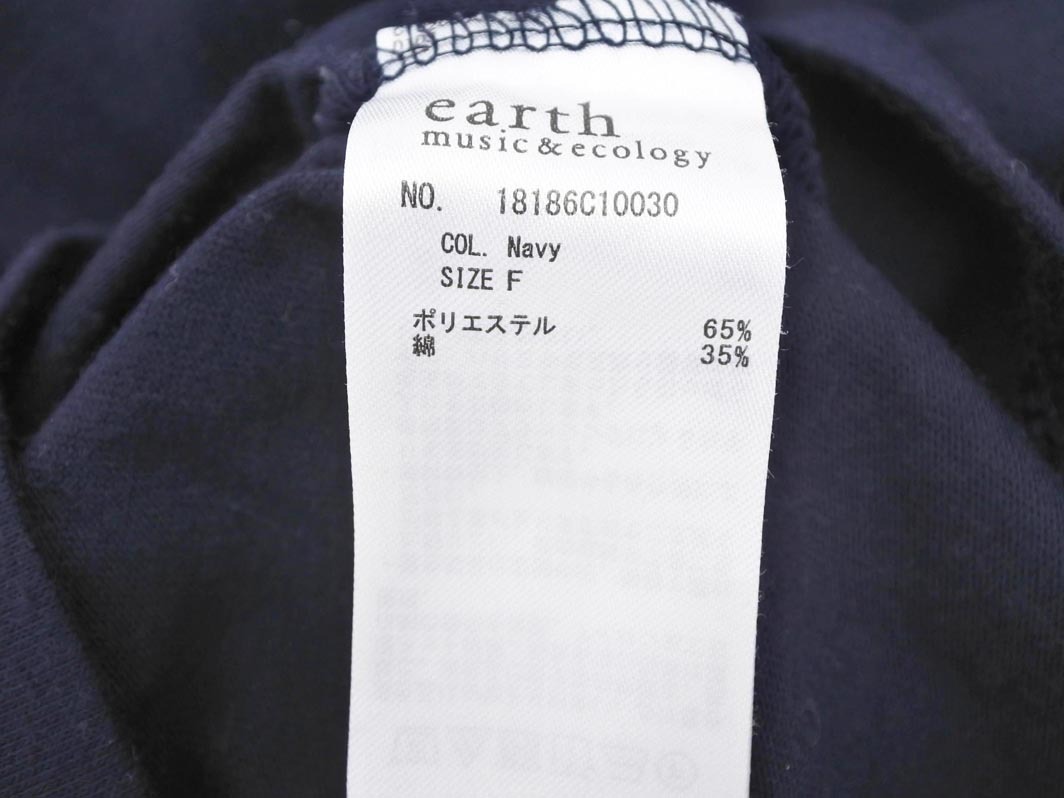 earth
music & ecology
NO. 18186C10030
COL. Navy
SIZE F
ポリエステル 65%
綿 35%